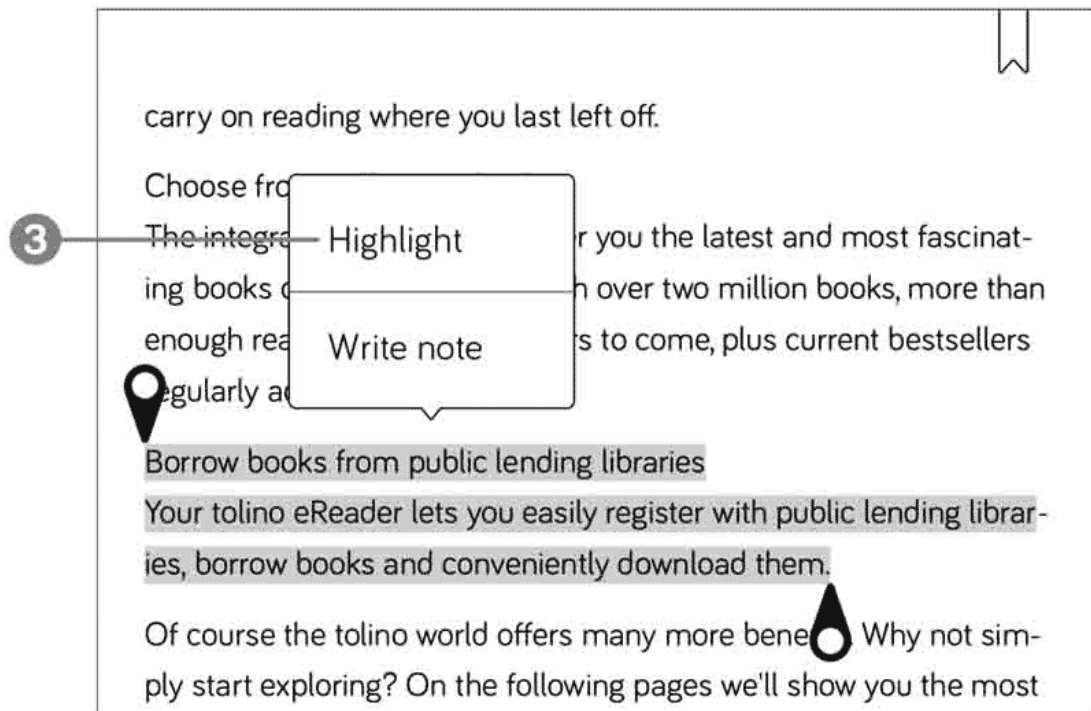 carry on reading where you last left off.
Choose fro
3
The integra
Highlight
r you the latest and most fascinat-
ing books
h over two million books, more than
enough rea
Write note
s to come, plus current bestsellers
egularly a
Borrow books from public lending libraries
Your tolino eReader lets you easily register with public lending librar-
ies, borrow books and conveniently download them.
Of course the tolino world offers many more bene Why not sim-
ply start exploring? On the following pages we'll show you the most